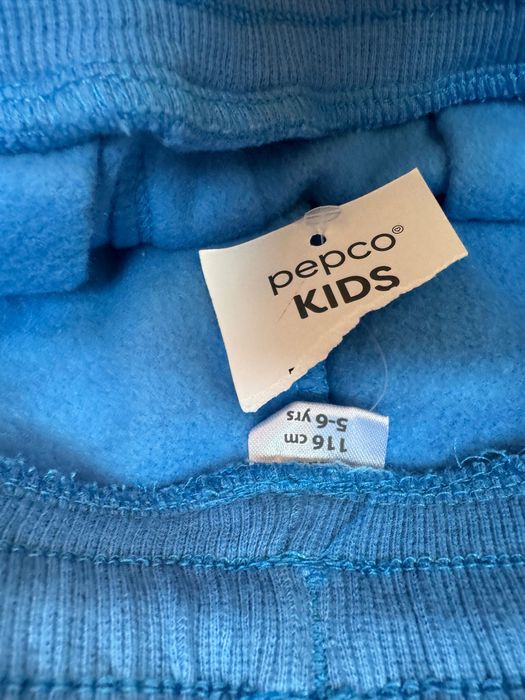 pepco
KIDS
116 cm
5-6 yrs